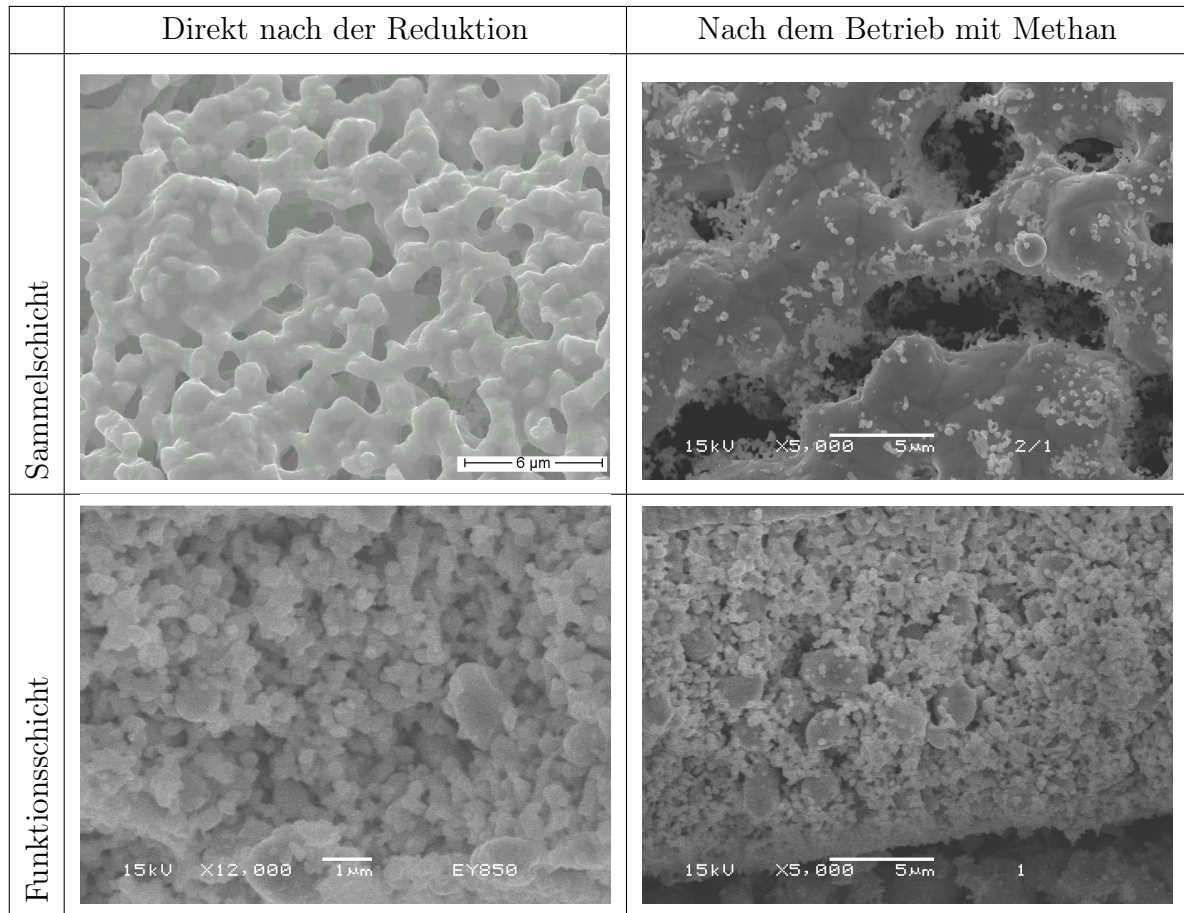 Direkt nach der Reduktion
Nach dem Betrieb mit Methan
Sammelschicht
6 µm
15kV X5,000 5µm 2/1
Funktionsschicht
15kV X12,000 1µm EY850
15kV X5,000 5µm 1